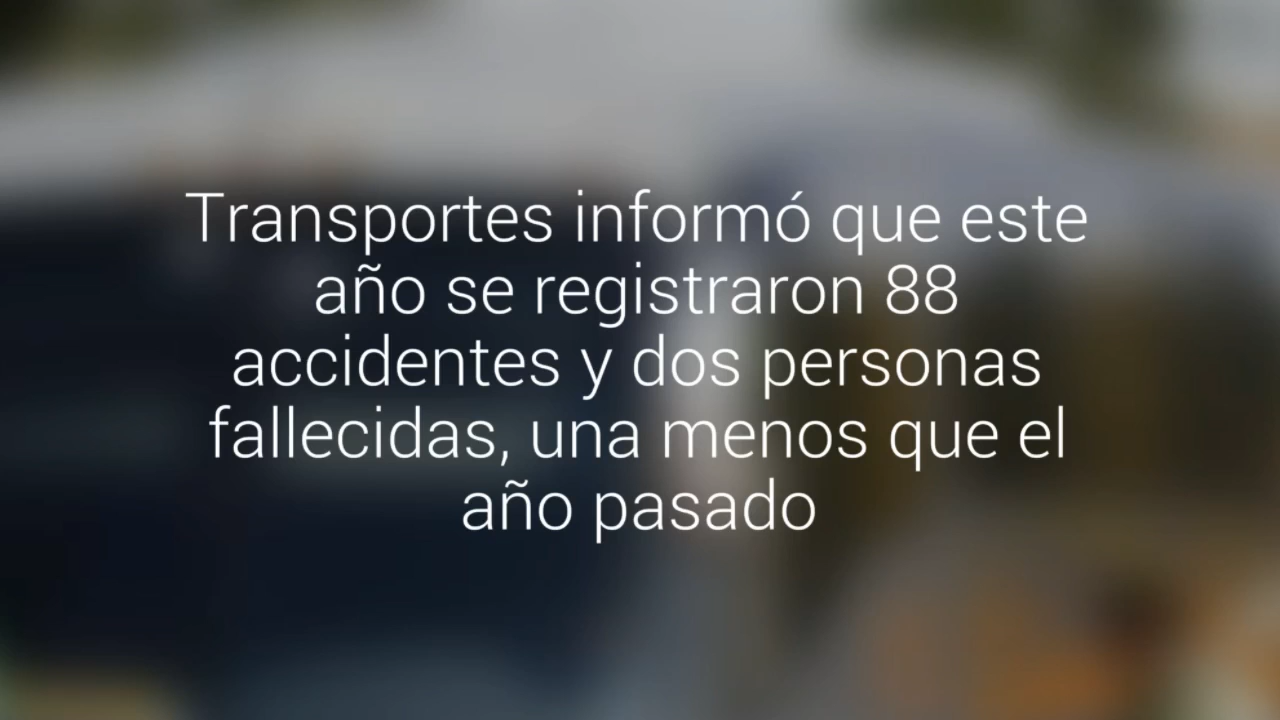 Transportes informó que este
año se registraron 88
accidentes y dos personas
fallecidas, una menos que el
año pasado